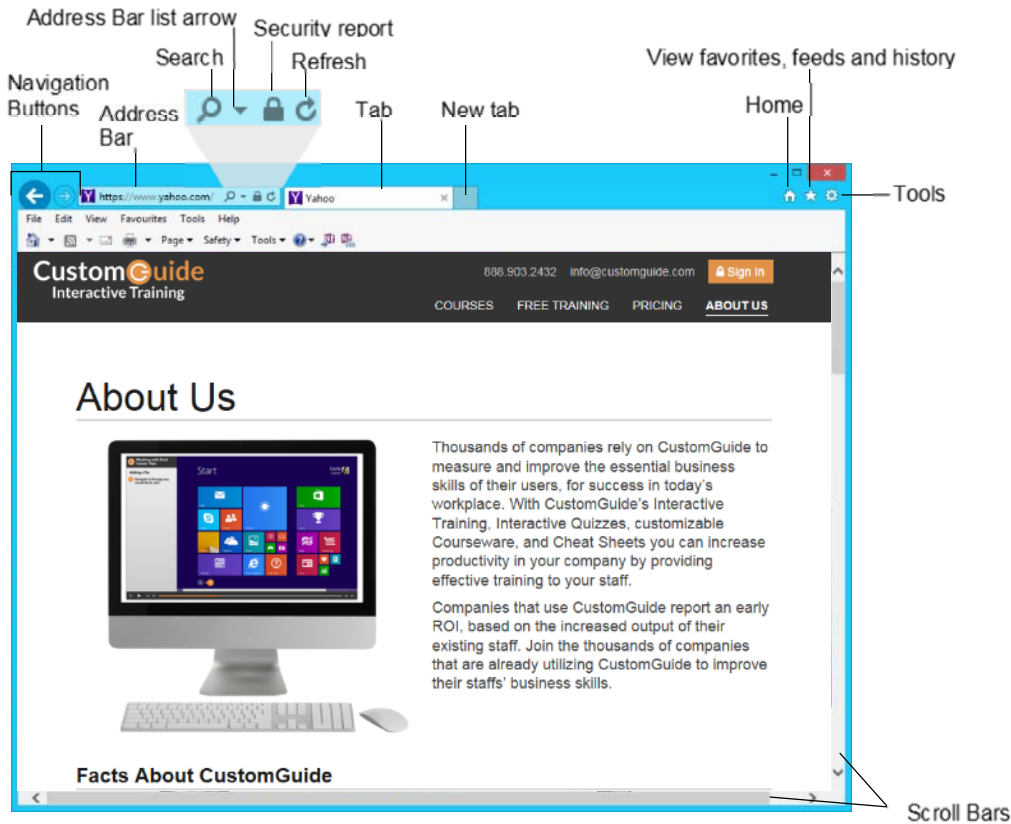 Address Bar list arrow
Security report
Search
Refresh
View favorites, feeds and history
Navigation
Buttons
Address
Bar
Tab
New tab
Home
Tools
https://www.yahoo.com/
Yahoo
File Edit View Favourites Tools Help
Page Safety Tools
CustomGuide
Interactive Training
888.903.2432 info@customguide.com Sign In
COURSES FREE TRAINING PRICING ABOUT US
About Us
Start
Thousands of companies rely on CustomGuide to
measure and improve the essential business
skills of their users, for success in today's
workplace. With CustomGuide's Interactive
Training, Interactive Quizzes, customizable
Courseware, and Cheat Sheets you can increase
productivity in your company by providing
effective training to your staff.
Companies that use CustomGuide report an early
ROI, based on the increased output of their
existing staff. Join the thousands of companies
that are already utilizing CustomGuide to improve
their staffs' business skills.
Facts About CustomGuide
Scroll Bars